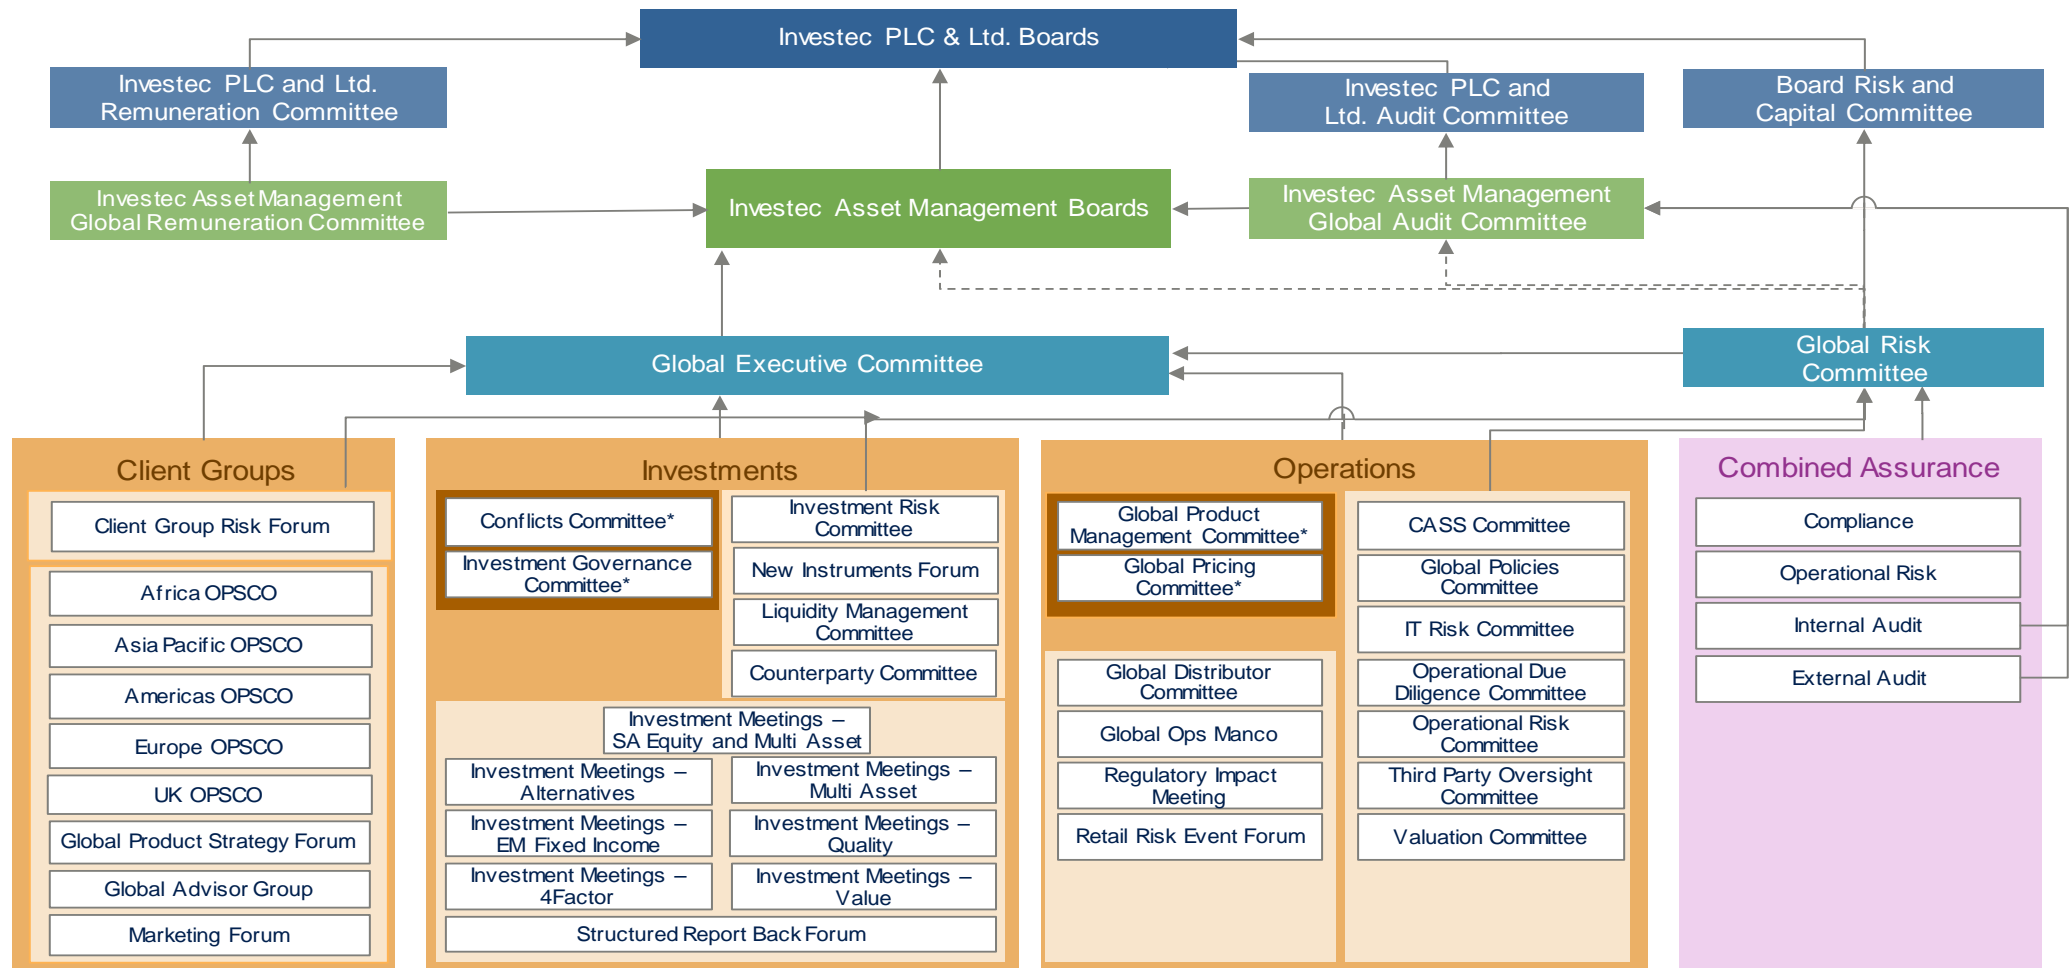 Investec PLC & Ltd. Boards
Investec PLC and Ltd.
Remuneration Committee
Investec PLC and
Ltd. Audit Committee
Board Risk and
Capital Committee
Investec Asset Management
Global Remuneration Committee
Investec Asset Management Boards
Investec Asset Management
Global Audit Committee
Global Executive Committee
Global Risk
Committee
Client Groups
Client Group Risk Forum
Africa OPSCO
Asia Pacific OPSCO
Americas OPSCO
Europe OPSCO
UK OPSCO
Global Product Strategy Forum
Global Advisor Group
Marketing Forum
Investments
Conflicts Committee*
Investment Governance
Committee*
Investment Risk
Committee
New Instruments Forum
Liquidity Management
Committee
Counterparty Committee
Investment Meetings –
SA Equity and Multi Asset
Investment Meetings –
Alternatives
Investment Meetings –
Multi Asset
Investment Meetings –
EM Fixed Income
Investment Meetings –
Quality
Investment Meetings –
4Factor
Investment Meetings –
Value
Structured Report Back Forum
Operations
Global Product
Management Committee*
Global Pricing
Committee*
Global Distributor
Committee
Global Ops Manco
Regulatory Impact
Meeting
Retail Risk Event Forum
CASS Committee
Global Policies
Committee
IT Risk Committee
Operational Due
Diligence Committee
Operational Risk
Committee
Third Party Oversight
Committee
Valuation Committee
Combined Assurance
Compliance
Operational Risk
Internal Audit
External Audit